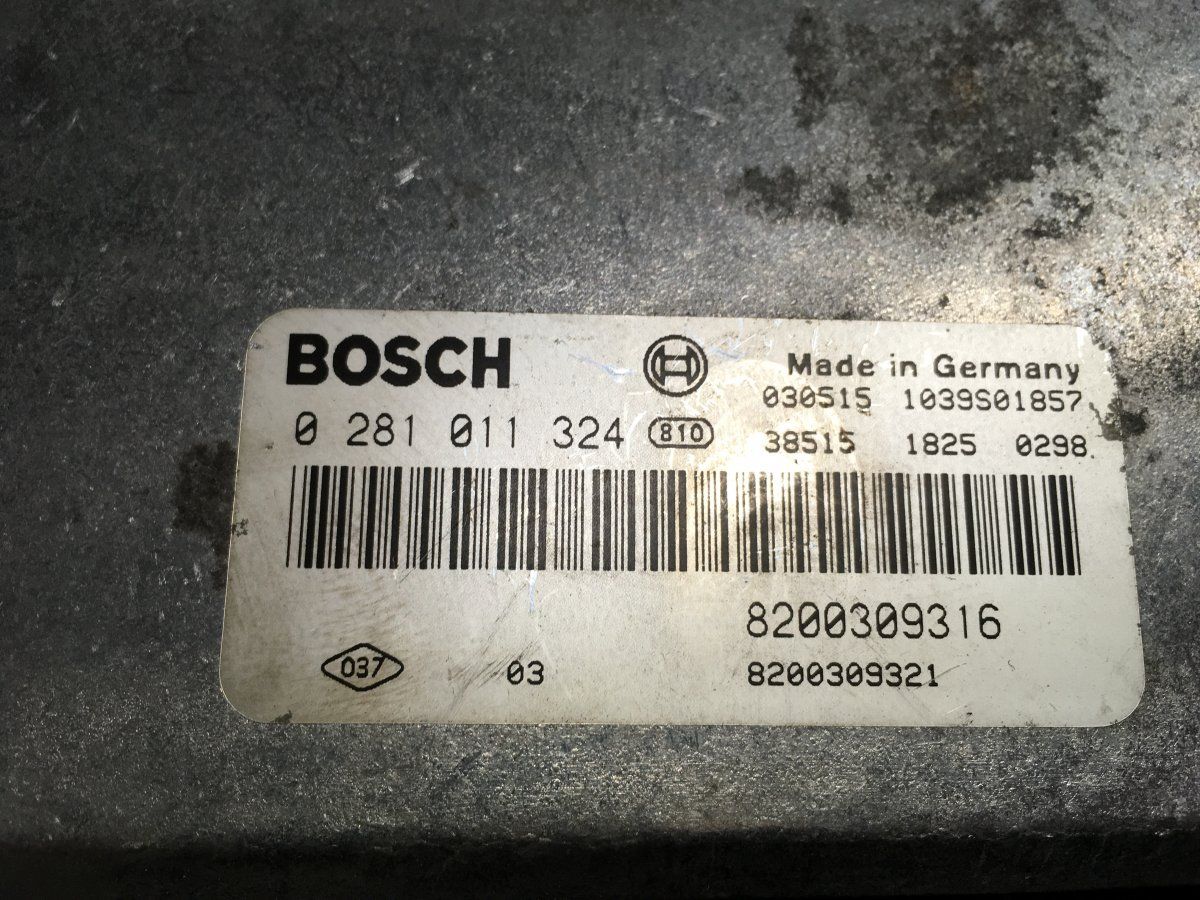 BOSCH
Made in Germany
030515 1039S01857
0 281 011 324 810
38515 1825 0298
8200309316
037 03 8200309321